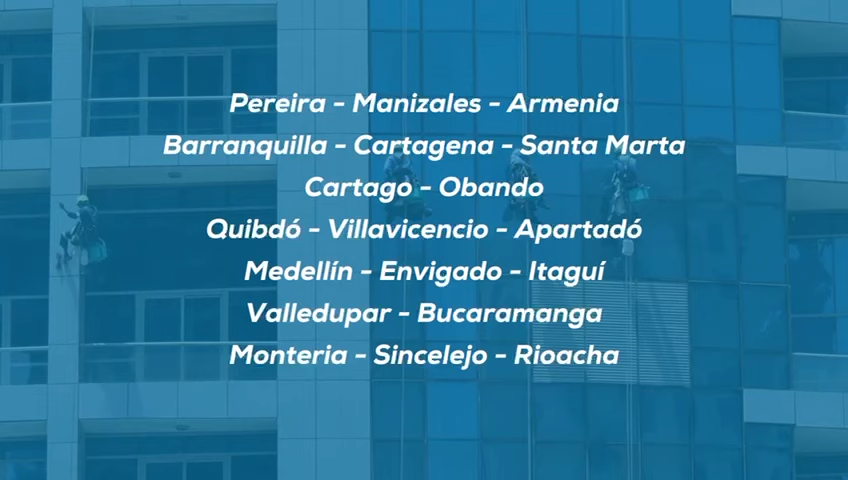 Pereira - Manizales - Armenia
Barranquilla - Cartagena - Santa Marta
Cartago - Obando
Quibdó - Villavicencio - Apartadó
Medellín - Envigado - Itaguí
Valledupar - Bucaramanga
Monteria - Sincelejo - Rioacha